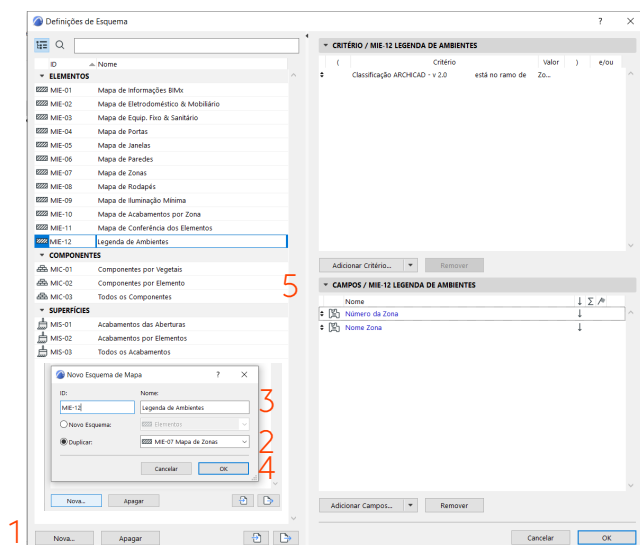 Definições de Esquema ? ×
ID Nome
ELEMENTOS
MIE-01 Mapa de Informações BIMx
MIE-02 Mapa de Eletrodoméstico & Mobiliário
MIE-03 Mapa de Equip. Fixo & Sanitário
MIE-04 Mapa de Portas
MIE-05 Mapa de Janelas
MIE-06 Mapa de Paredes
MIE-07 Mapa de Zonas
MIE-08 Mapa de Rodapés
MIE-09 Mapa de Iluminação Mínima
MIE-10 Mapa de Acabamentos por Zona
MIE-11 Mapa de Conferência dos Elementos
MIE-12 Legenda de Ambientes
COMPONENTES
MIC-01 Componentes por Vegetais
MIC-02 Componentes por Elemento
MIC-03 Todos os Componentes
5
SUPERFÍCIES
MIS-01 Acabamentos das Aberturas
MIS-02 Acabamentos por Elementos
MIS-03 Todos os Acabamentos
Novo Esquema de Mapa ? ×
ID: Nome:
MIE-12 Legenda de Ambientes
3
Novo Esquema: Elementos
Duplicar: MIE-07 Mapa de Zonas
2
Cancelar OK
4
Nova... Apagar
1
Nova... Apagar
CRITÉRIO / MIE-12 LEGENDA DE AMBIENTES
( Critério Valor ) e/ou
Classificação ARCHICAD - v 2.0 está no ramo de Zo...
Adicionar Critério... Remover
CAMPOS / MIE-12 LEGENDA DE AMBIENTES
Nome ↓ Σ
Número da Zona ↓
Nome Zona ↓
Adicionar Campos... Remover
Cancelar OK